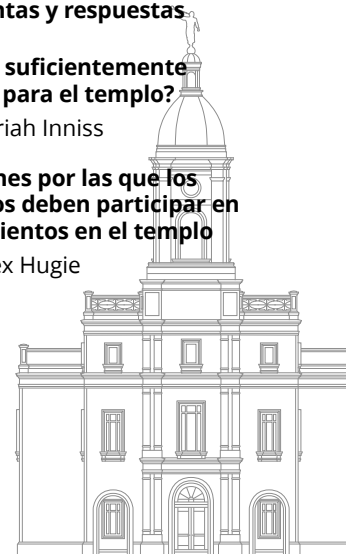 ntas y respuestas
suficientemente
para el templo?
riah Inniss
nes por las que los
os deben participar en
ientos en el templo
ex Hugie